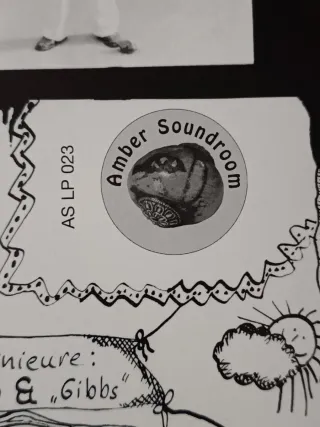 Amber Soundroom
AS LP 023
nieure:
& „Gibbs"